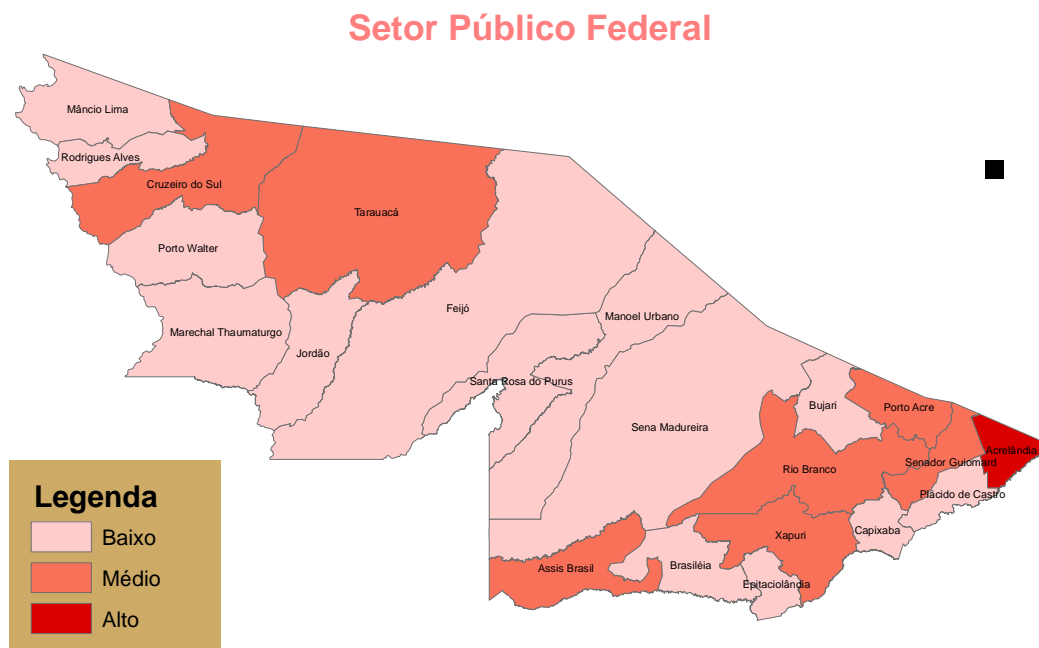 Setor Público Federal
Mâncio Lima
Rodrigues Alves
Cruzeiro do Sul
Tarauacá
Porto Walter
Feijó
Manoel Urbano
Marechal Thaumaturgo
Jordão
Santa Rosa do Purus
Bujari
Porto Acre
Sena Madureira
Acrelândia
Senador Guiomard
Rio Branco
Plácido de Castro
Capixaba
Xapuri
Brasiléia
Assis Brasil
Epitaciolândia
Legenda
Baixo
Médio
Alto